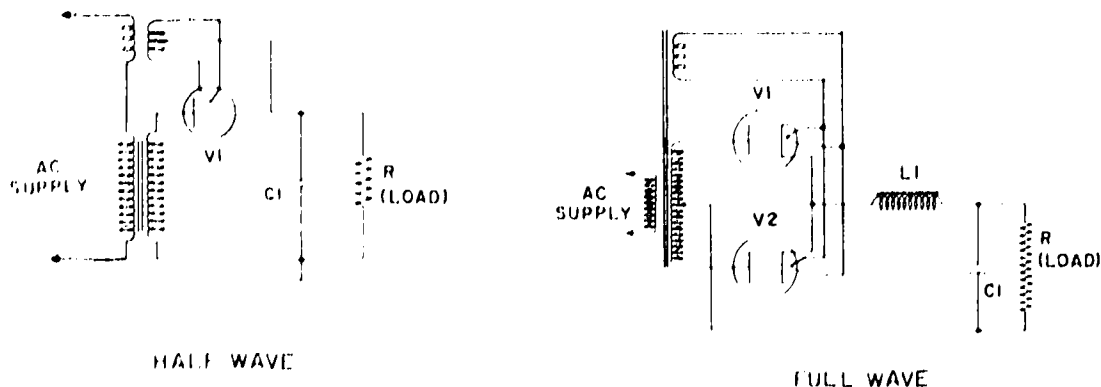 V1
AC
SUPPLY
C1
R
(LOAD)
HALF WAVE
V1
AC
SUPPLY
V2
L1
C1
R
(LOAD)
FULL WAVE